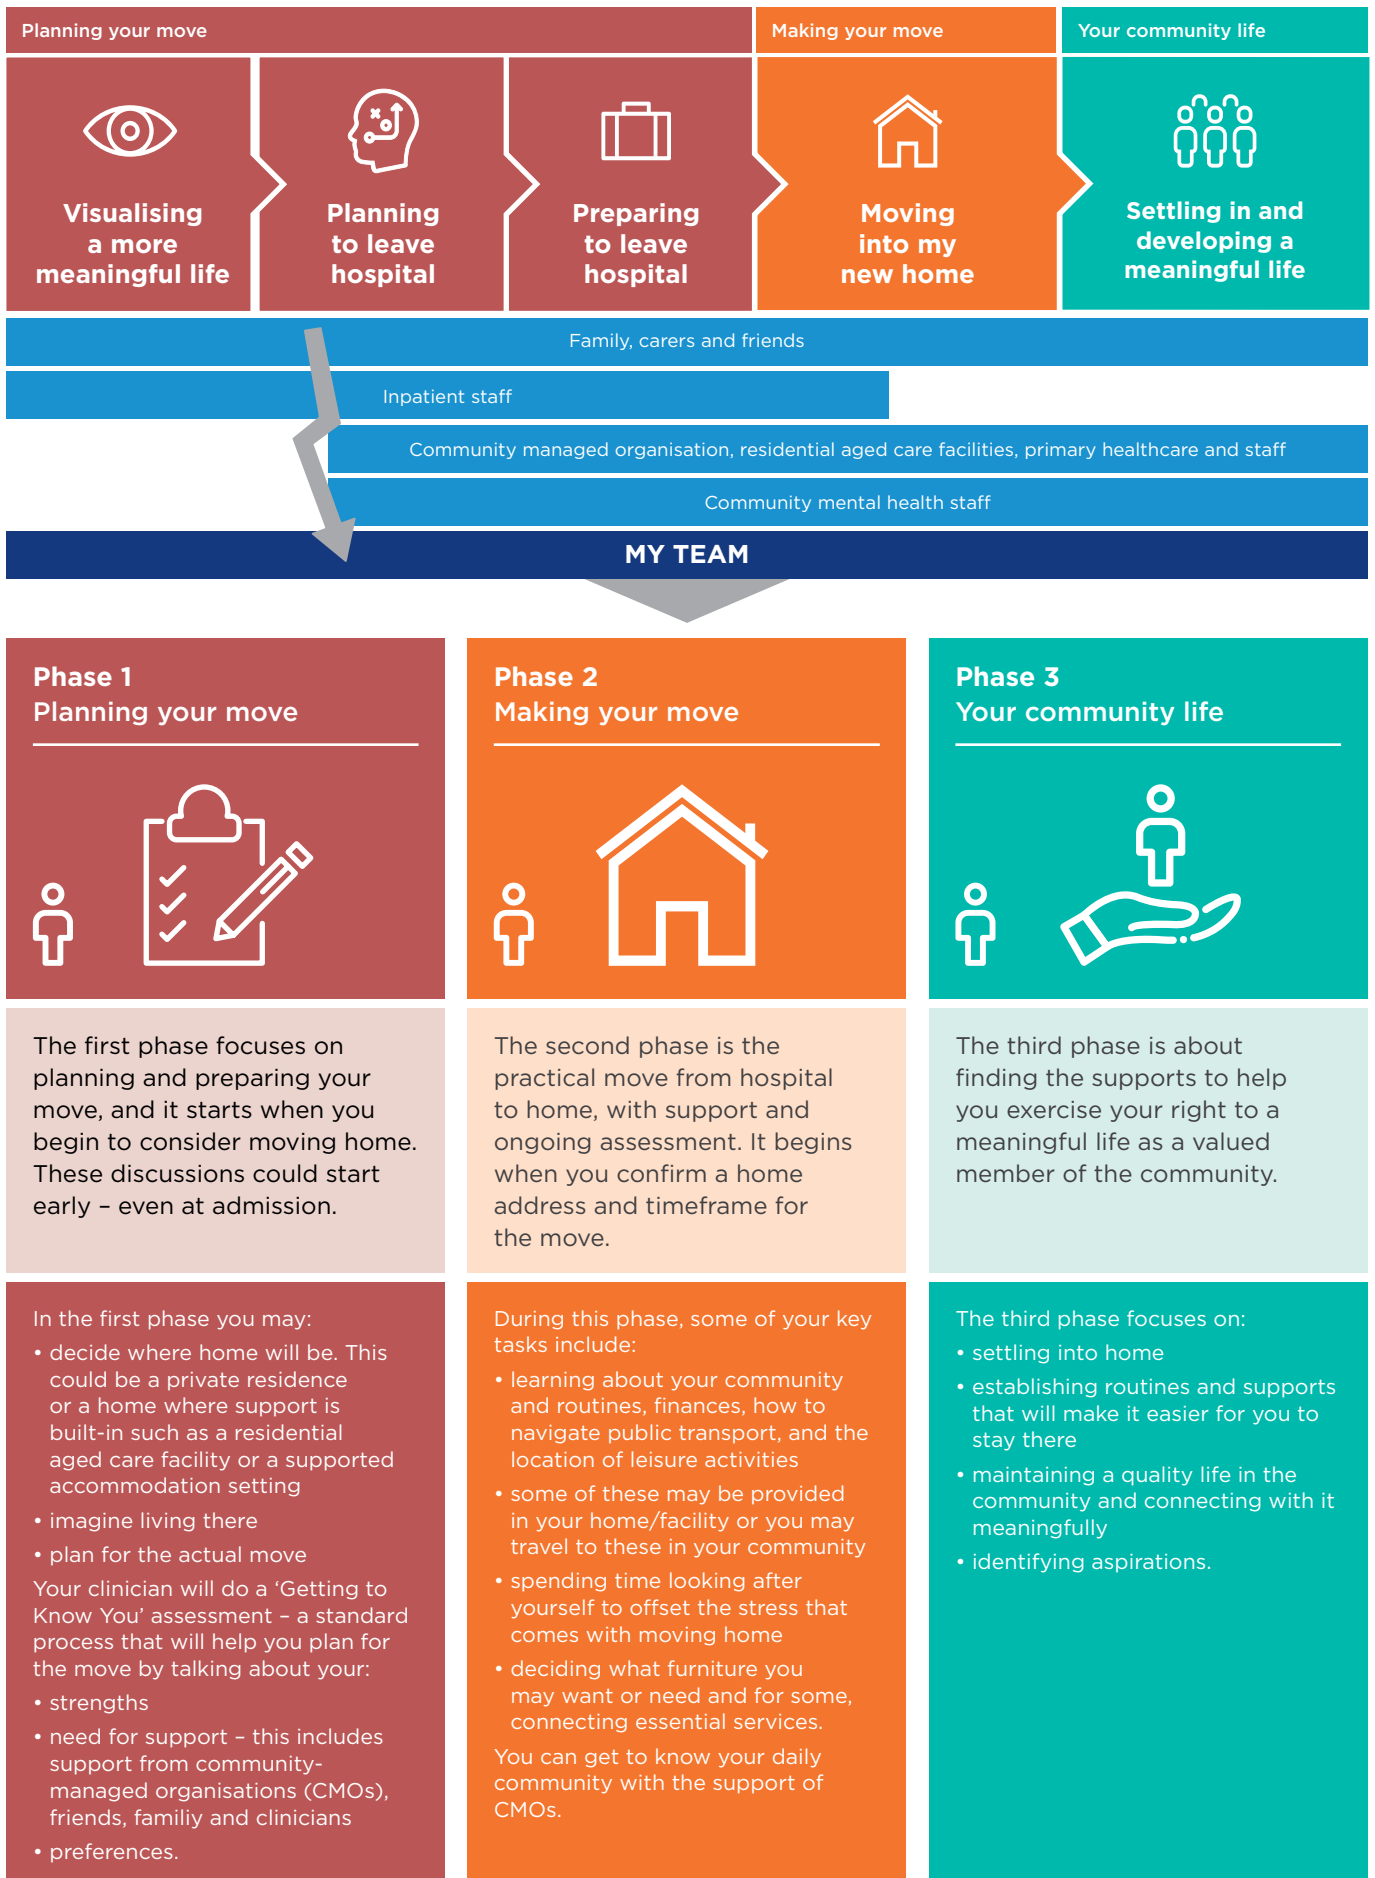 Planning your move
Making your move
Your community life
Visualising
a more
meaningful life
Planning
to leave
hospital
Preparing
to leave
hospital
Moving
into my
new home
Settling in and
developing a
meaningful life
Family, carers and friends
Inpatient staff
Community managed organisation, residential aged care facilities, primary healthcare and staff
Community mental health staff
MY TEAM
Phase 1
Planning your move
The first phase focuses on
planning and preparing your
move, and it starts when you
begin to consider moving home.
These discussions could start
early – even at admission.
In the first phase you may:
• decide where home will be. This
could be a private residence
or a home where support is
built-in such as a residential
aged care facility or a supported
accommodation setting
• imagine living there
• plan for the actual move
Your clinician will do a ‘Getting to
Know You’ assessment – a standard
process that will help you plan for
the move by talking about your:
• strengths
• need for support – this includes
support from community-
managed organisations (CMOs),
friends, familiy and clinicians
• preferences.
Phase 2
Making your move
The second phase is the
practical move from hospital
to home, with support and
ongoing assessment. It begins
when you confirm a home
address and timeframe for
the move.
During this phase, some of your key
tasks include:
• learning about your community
and routines, finances, how to
navigate public transport, and the
location of leisure activities
• some of these may be provided
in your home/facility or you may
travel to these in your community
• spending time looking after
yourself to offset the stress that
comes with moving home
• deciding what furniture you
may want or need and for some,
connecting essential services.
You can get to know your daily
community with the support of
CMOs.
Phase 3
Your community life
The third phase is about
finding the supports to help
you exercise your right to a
meaningful life as a valued
member of the community.
The third phase focuses on:
• settling into home
• establishing routines and supports
that will make it easier for you to
stay there
• maintaining a quality life in the
community and connecting with it
meaningfully
• identifying aspirations.